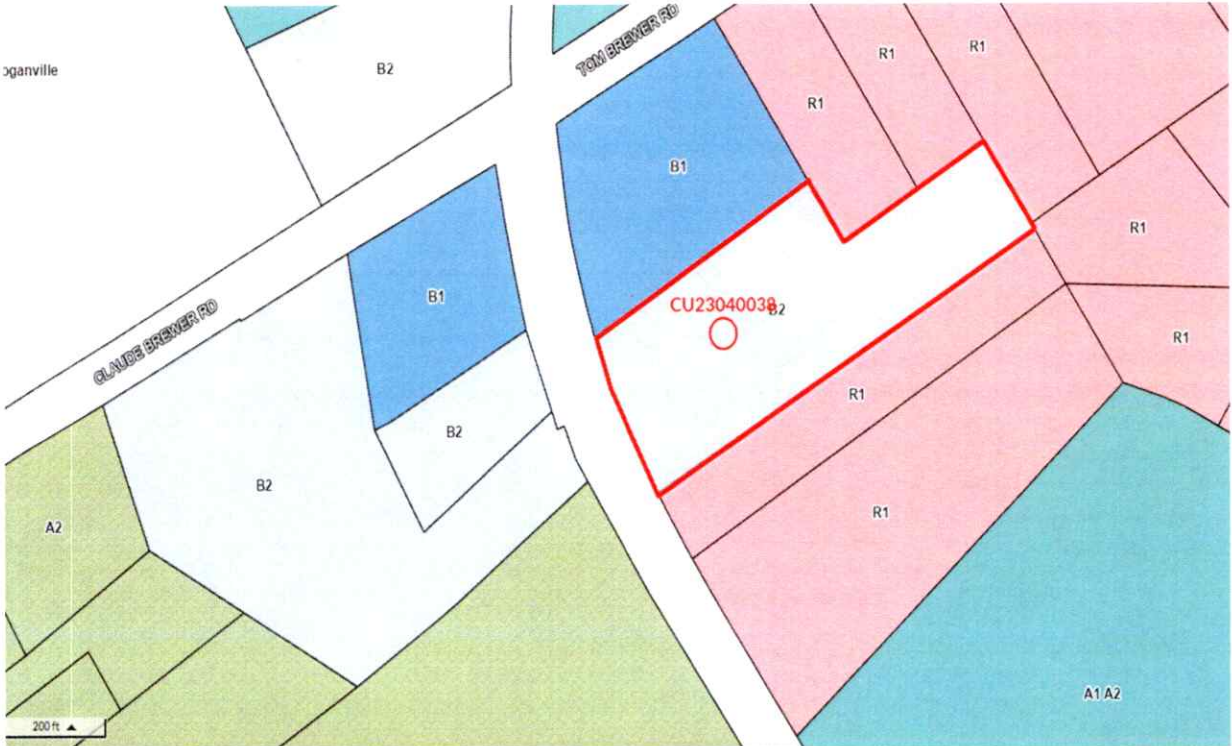 TOM BREWER RD
R1
R1
oganville
B2
R1
B1
R1
B1
CU23040038
B2
CLAUDE BREWER RD
R1
R1
B2
B2
R1
A2
A1 A2
200 ft